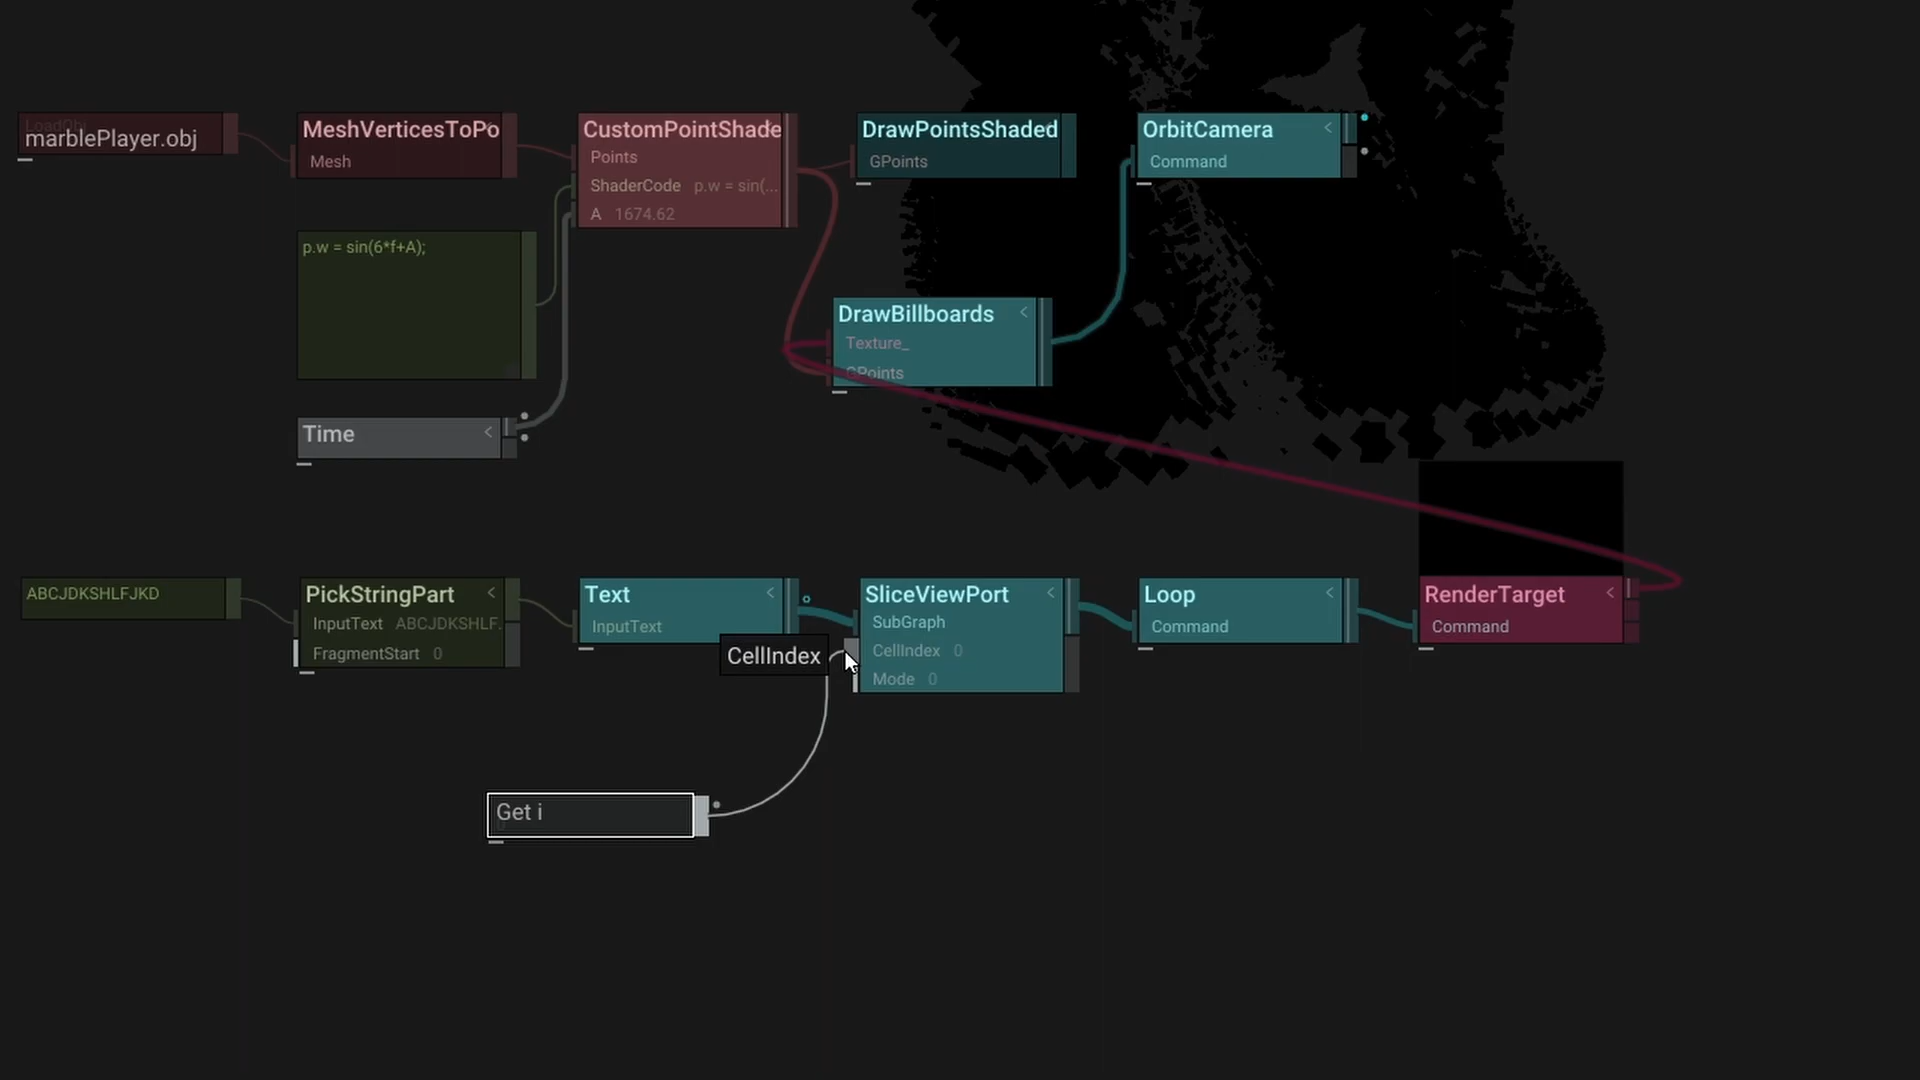 LoadObj
marblePlayer.obj
MeshVerticesToPo
Mesh
CustomPointShade
Points
ShaderCode p.w = sin(...
A 1674.62
DrawPointsShaded
GPoints
OrbitCamera
Command
p.w = sin(6*f+A);
DrawBillboards
Texture_
GPoints
Time
ABCJDKSHLFJKD
PickStringPart
InputText ABCJDKSHLF.
FragmentStart 0
Text
InputText
CellIndex
SliceViewPort
SubGraph
CellIndex 0
Mode 0
Loop
Command
RenderTarget
Command
Get i